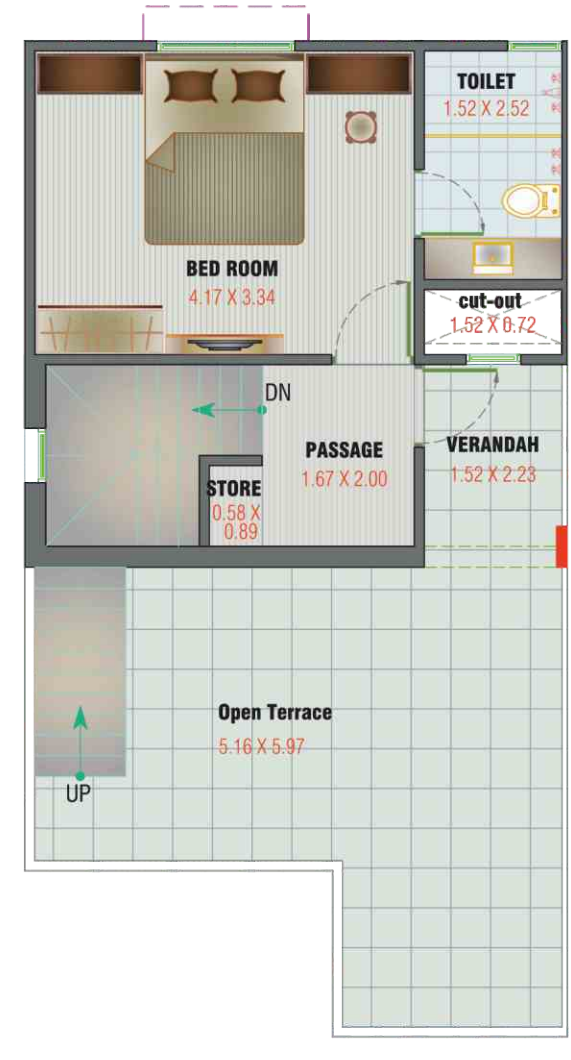 TOILET
1.52 X 2.52
BED ROOM
4.17 X 3.34
cut-out
1.52 X 0.72
DN
PASSAGE
1.67 X 2.00
VERANDAH
1.52 X 2.23
STORE
0.58 X
0.89
Open Terrace
5.16 X 5.97
UP